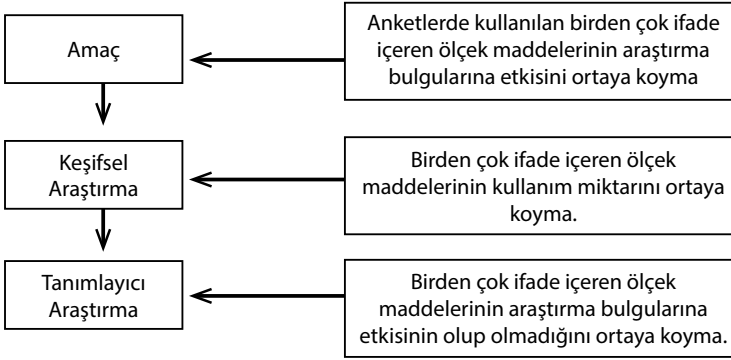 Amaç
Anketlerde kullanılan birden çok ifade
içeren ölçek maddelerinin araştırma
bulgularına etkisini ortaya koyma
Keşifsel
Araştırma
Birden çok ifade içeren ölçek
maddelerinin kullanım miktarını ortaya
koyma.
Tanımlayıcı
Araştırma
Birden çok ifade içeren ölçek
maddelerinin araştırma bulgularına
etkisinin olup olmadığını ortaya koyma.